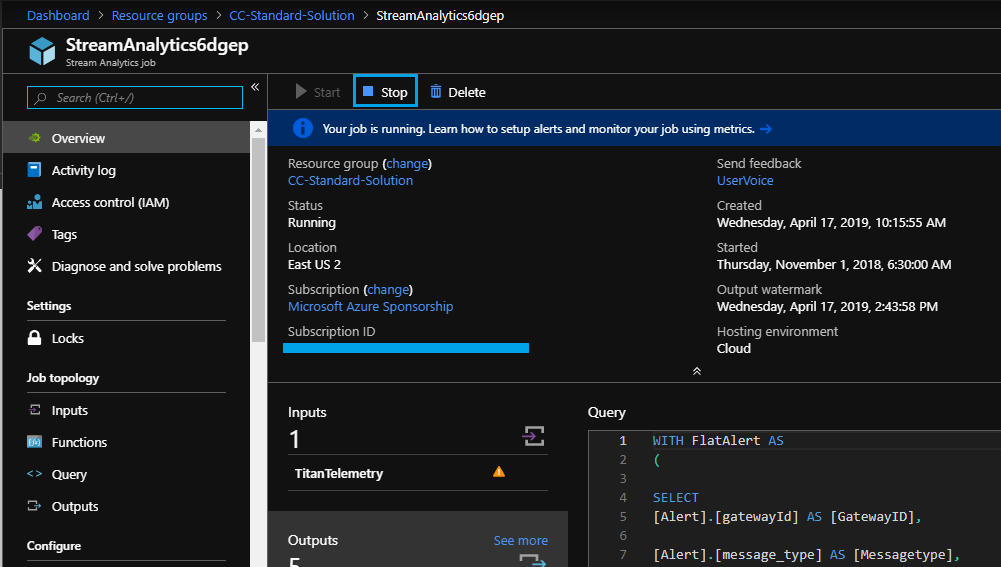 Dashboard > Resource groups > CC-Standard-Solution > StreamAnalytics6dgep
StreamAnalytics6dgep
Stream Analytics job
Search (Ctrl+/)
«
Overview
Activity log
Access control (IAM)
Tags
Diagnose and solve problems
Settings
Locks
Job topology
Inputs
Functions
<> Query
Outputs
Configure
Start Stop Delete
Your job is running. Learn how to setup alerts and monitor your job using metrics. →
Resource group (change)
CC-Standard-Solution
Status
Running
Location
East US 2
Subscription (change)
Microsoft Azure Sponsorship
Subscription ID
Send feedback
UserVoice
Created
Wednesday, April 17, 2019, 10:15:55 AM
Started
Thursday, November 1, 2018, 6:30:00 AM
Output watermark
Wednesday, April 17, 2019, 2:43:58 PM
Hosting environment
Cloud
Inputs
1
TitanTelemetry
Outputs See more
5
Query
1 WITH FlatAlert AS
2 (
3
4 SELECT
5 [Alert].[gatewayId] AS [GatewayID],
6
7 [Alert].[message_type] AS [Messagetype],